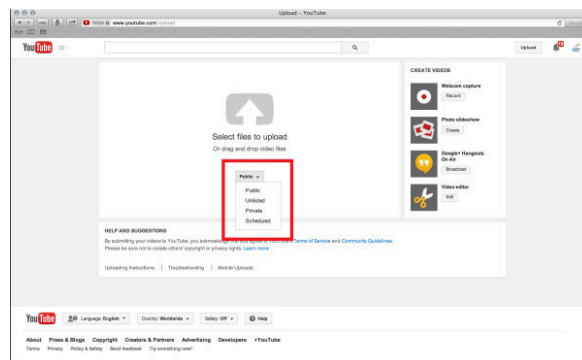 Upload - YouTube
https www.youtube.com/upload
YouTube
Upload
CREATE VIDEOS
Webcam capture
Record
Photo slideshow
Create
Google+ Hangouts
On Air
Broadcast
Video editor
Edit
Select files to upload
Or drag and drop video files
Public
Public
Unlisted
Private
Scheduled
HELP AND SUGGESTIONS
By submitting your videos to YouTube, you acknowledge that you agree to YouTube's Terms of Service and Community Guidelines.
Please be sure not to violate others' copyright or privacy rights. Learn more
Uploading instructions | Troubleshooting | Mobile Uploads
YouTube Language: English Country: Worldwide Safety: Off Help
About Press & Blogs Copyright Creators & Partners Advertising Developers +YouTube
Terms Privacy Policy & Safety Send feedback Try something new!